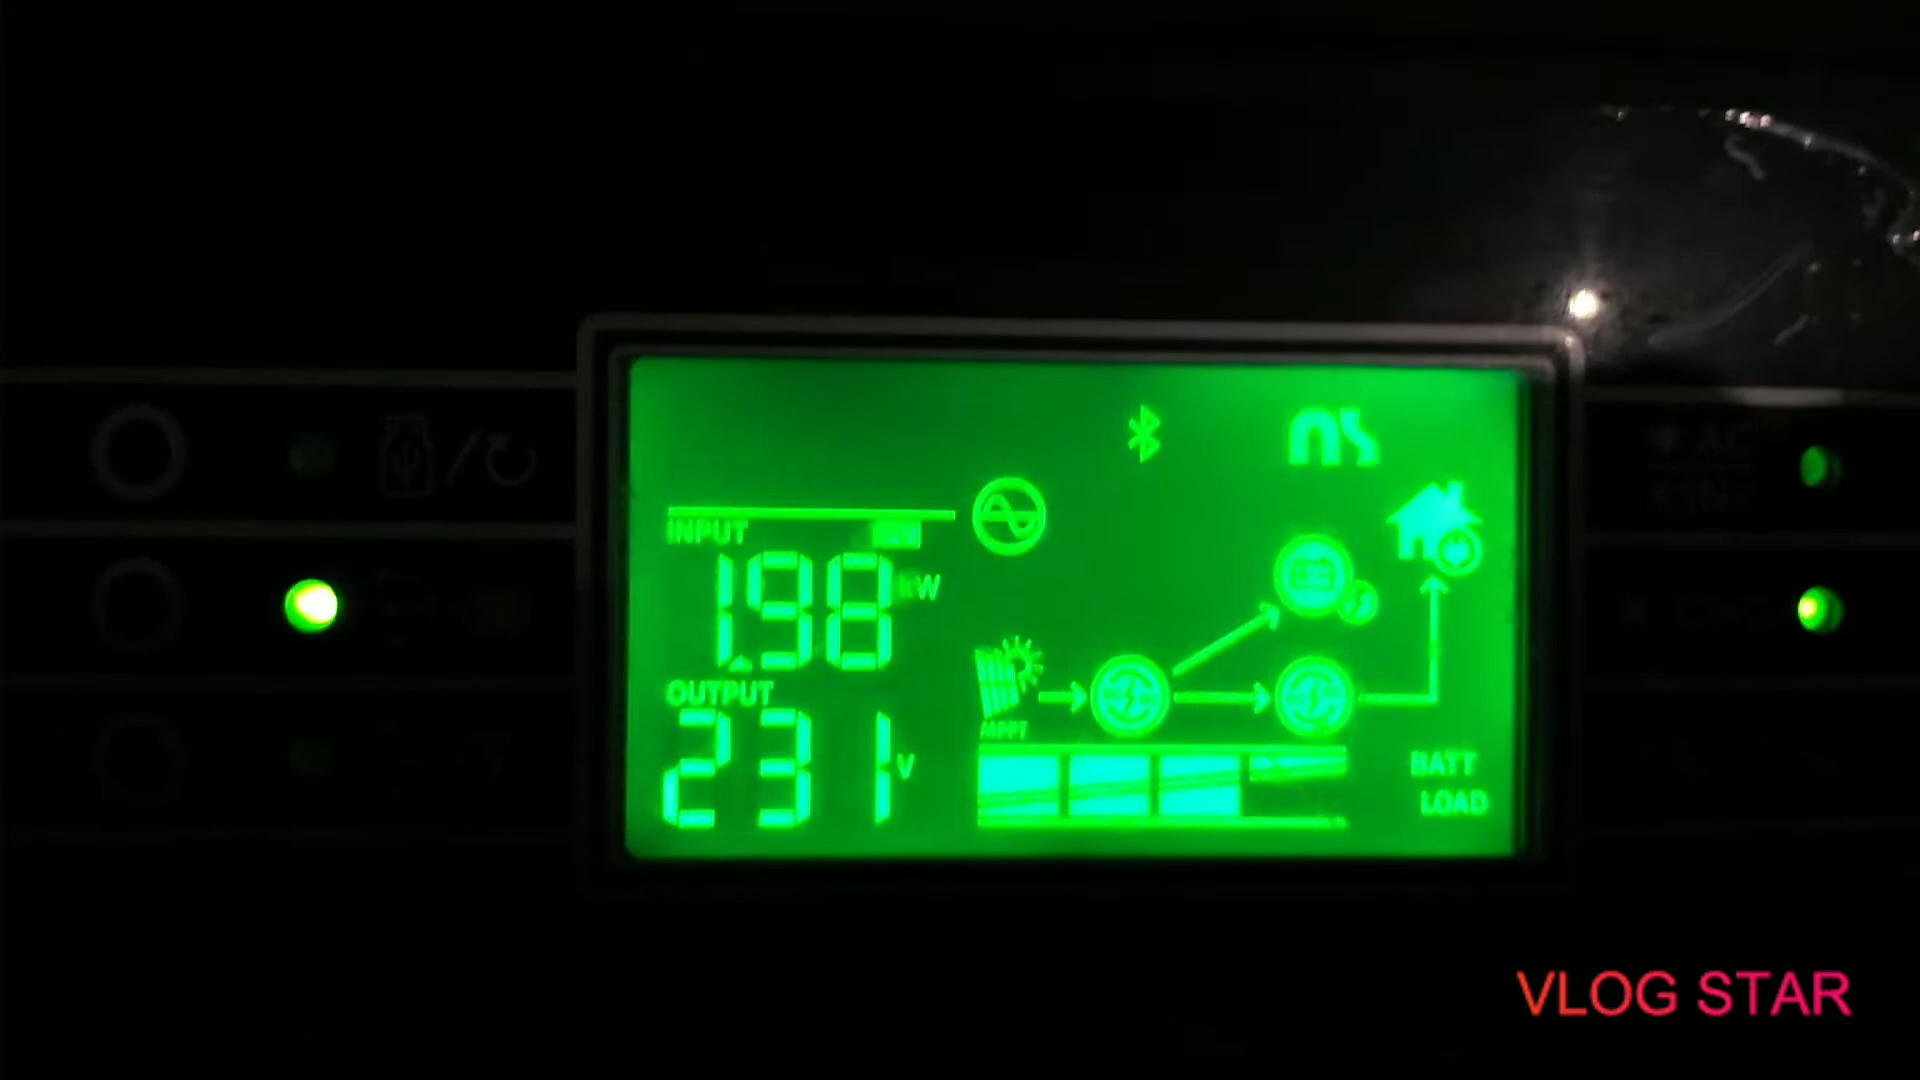 INPUT
1.98 kW
OUTPUT
231 V
MPPT
BATT
LOAD
VLOG STAR